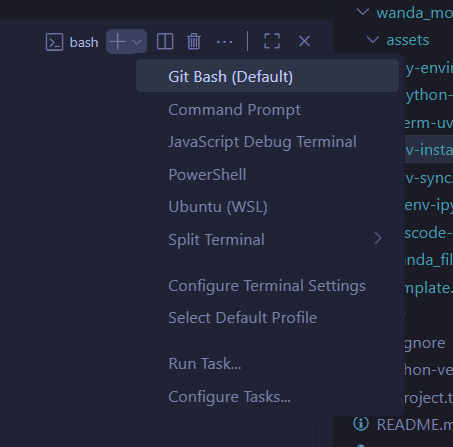 bash
Git Bash (Default)
Command Prompt
JavaScript Debug Terminal
PowerShell
Ubuntu (WSL)
Split Terminal
Configure Terminal Settings
Select Default Profile
Run Task...
Configure Tasks...
wanda_mo
assets
y-envir
ython-
erm-uv
v-insta
v-sync.
env-ipy
scode-
anda_fil
mplate.
gnore
hon-ve
roject.t
README.m